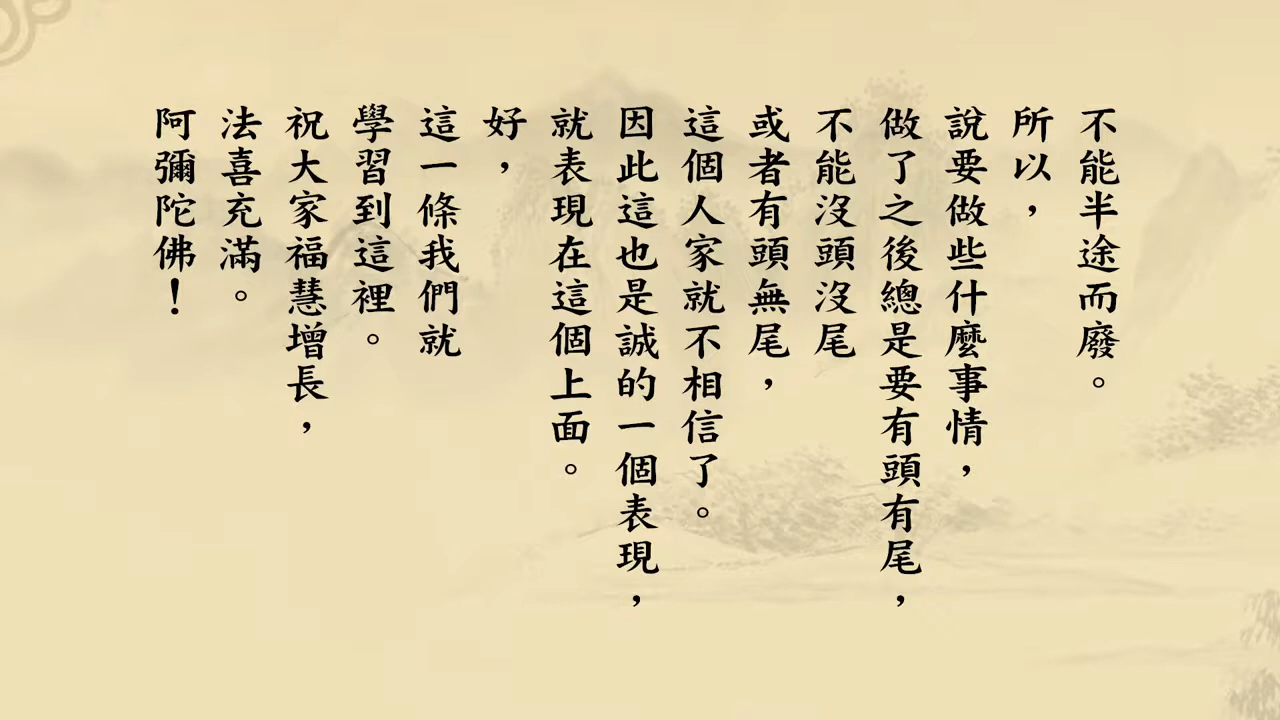 不能半途而廢。
所以，
說要做些什麼事情，
做了之後總是要有頭有尾，
不能沒頭沒尾
或者有頭無尾，
這個人家就不相信了。
因此這也是誠的一個表現，
就表現在這個上面。
好，
這一條我們就
學習到這裡。
祝大家福慧增長，
法喜充滿。
阿彌陀佛！